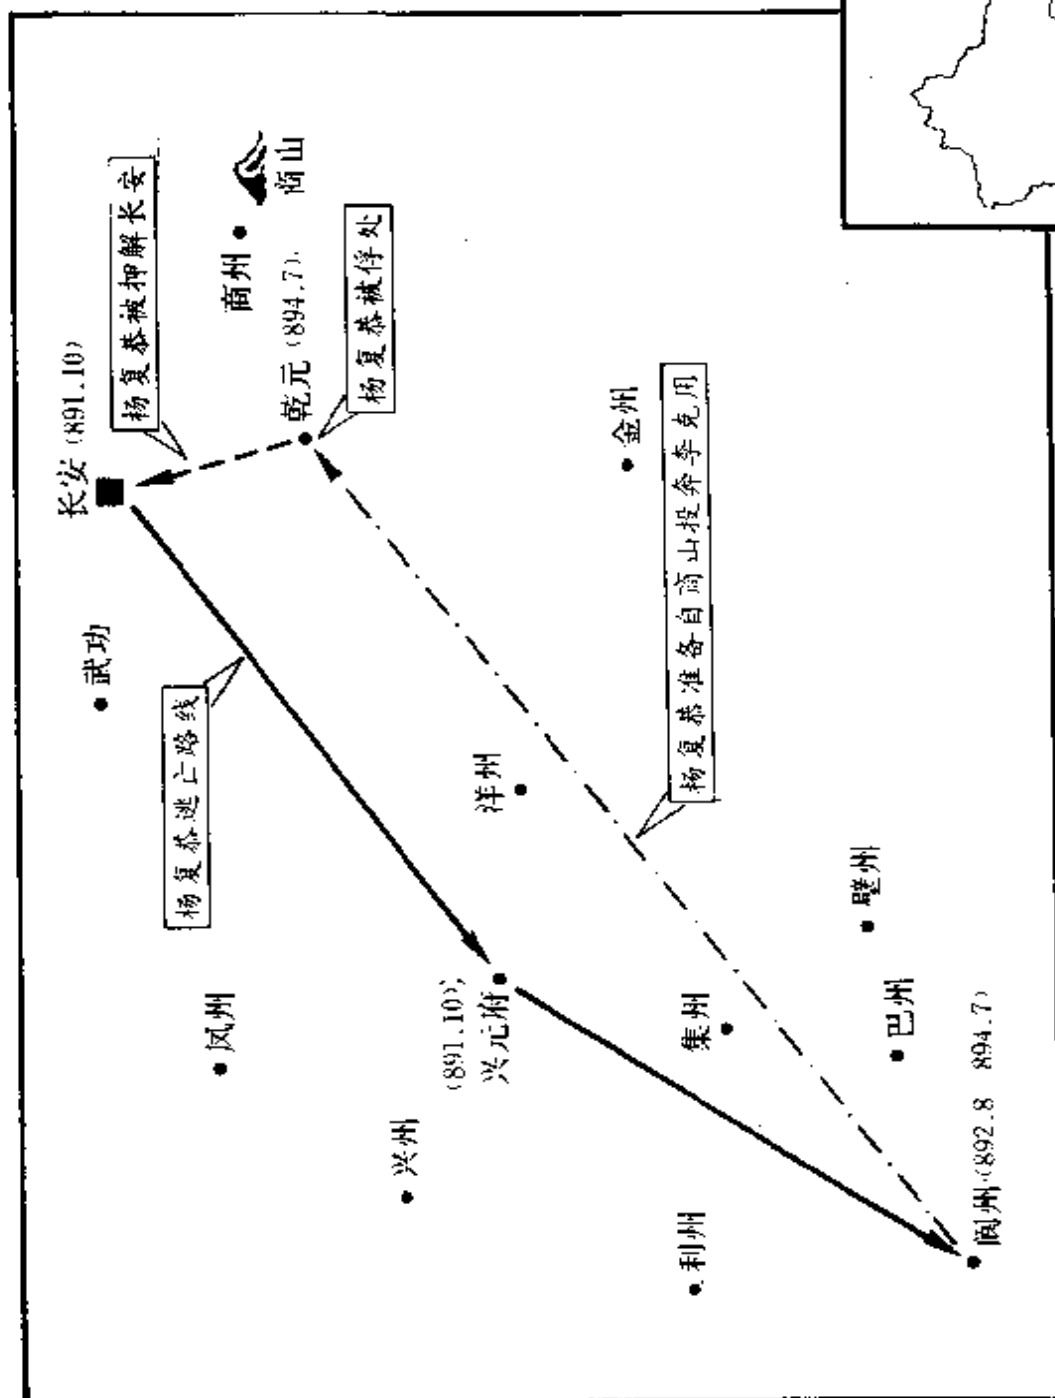 长安 (891.10)
武功
杨复恭被押解长安
杨复恭逃亡路线
凤州
商州
商山
乾元 (894.7)
杨复恭被俘处
兴州
(891.10)
兴元府
洋州
金州
杨复恭准备自商山投奔李克用
利州
集州
壁州
巴州
阆州 (892.8 894.7)